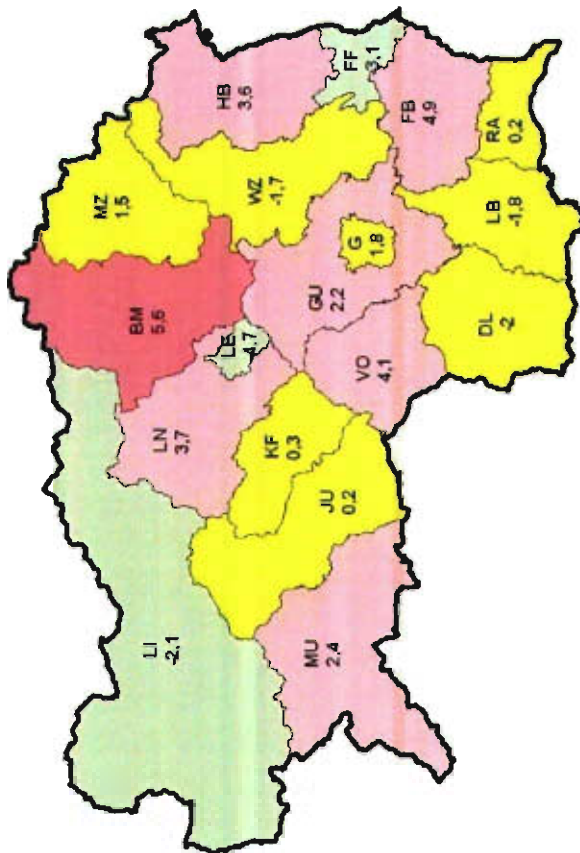 MZ
1,5
BM
5,6
LI
-2,1
LN
3,7
HB
3,6
LE
-4,7
WZ
-1,7
KF
0,3
GU
2,2
MU
2,4
JU
0,2
FF
-3,1
G
1,8
VO
4,1
FB
4,9
RA
0,2
LB
-1,8
DL
-2